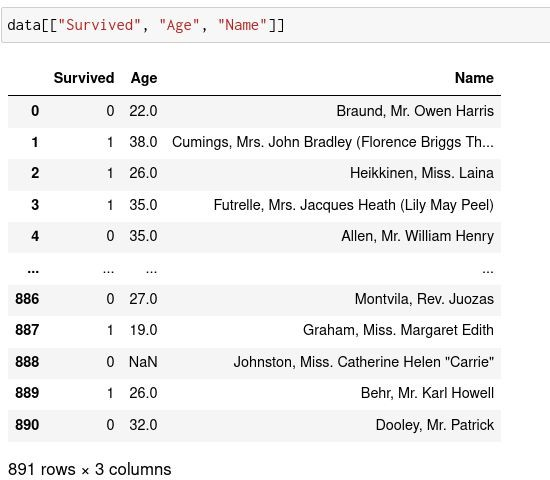 data[["Survived", "Age", "Name"]]
Survived Age Name
0 0 22.0 Braund, Mr. Owen Harris
1 1 38.0 Cumings, Mrs. John Bradley (Florence Briggs Th...
2 1 26.0 Heikkinen, Miss. Laina
3 1 35.0 Futrelle, Mrs. Jacques Heath (Lily May Peel)
4 0 35.0 Allen, Mr. William Henry
... ... ... ...
886 0 27.0 Montvila, Rev. Juozas
887 1 19.0 Graham, Miss. Margaret Edith
888 0 NaN Johnston, Miss. Catherine Helen "Carrie"
889 1 26.0 Behr, Mr. Karl Howell
890 0 32.0 Dooley, Mr. Patrick
891 rows × 3 columns